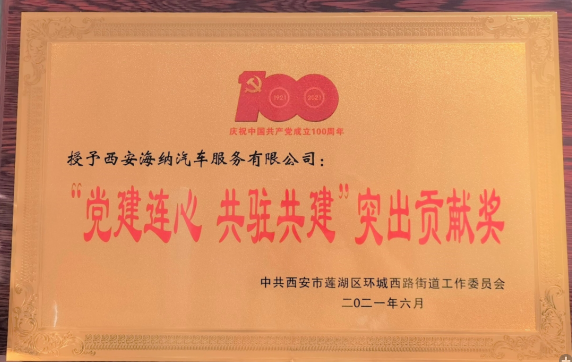 100
1921 2021
庆祝中国共产党成立100周年
授予西安海纳汽车服务有限公司：
“党建连心 共驻共建”突出贡献奖
中共西安市莲湖区环城西路街道工作委员会
二〇二一年六月